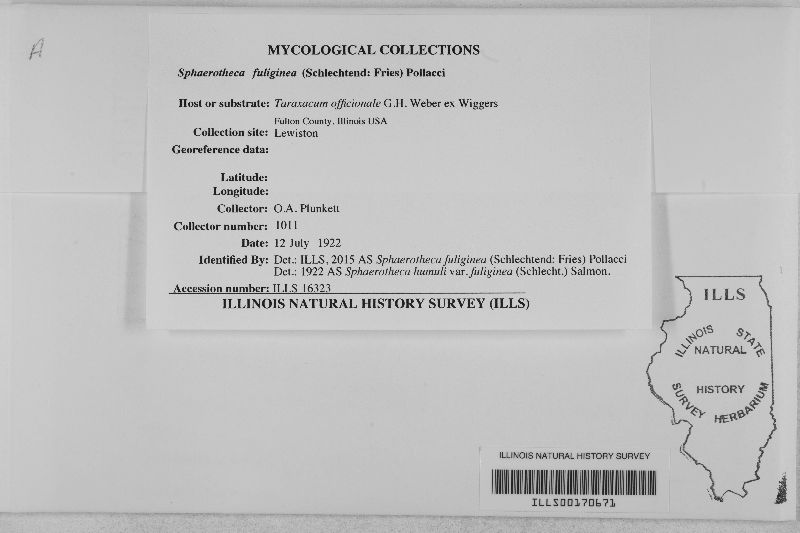 A
MYCOLOGICAL COLLECTIONS
Sphaerotheca fuliginea (Schlechtend: Fries) Pollacci
Host or substrate: Taraxacum officionale G.H. Weber ex Wiggers
Fulton County, Illinois USA
Collection site: Lewiston
Georeference data:
Latitude:
Longitude:
Collector: O.A. Plunkett
Collector number: 1011
Date: 12 July 1922
Identified By: Det.: ILLS, 2015 AS Sphaerotheca fuliginea (Schlechtend: Fries) Pollacci
Det.: 1922 AS Sphaerotheca humuli var. fuliginea (Schlecht.) Salmon.
Accession number: ILLS 16323
ILLINOIS NATURAL HISTORY SURVEY (ILLS)
ILLS
ILLINOIS STATE
NATURAL
HISTORY
SURVEY HERBARIUM
ILLINOIS NATURAL HISTORY SURVEY
ILLS00170671